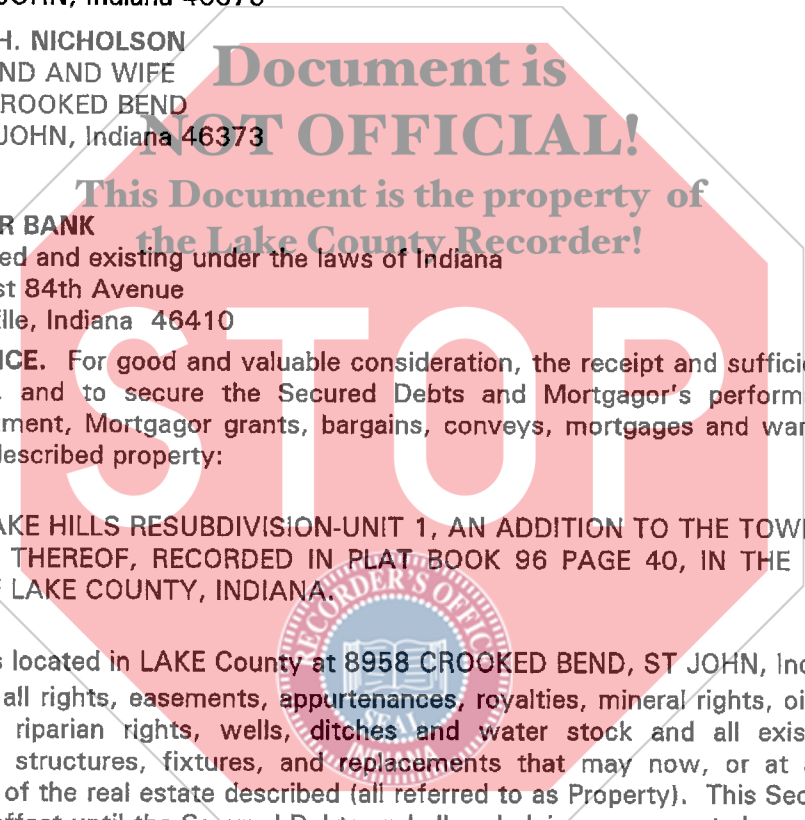 JOHN, Indiana 46373
H. NICHOLSON
ND AND WIFE
CROOKED BEND
JOHN, Indiana 46373
Document is
NOT OFFICIAL!
This Document is the property of
the Lake County Recorder!
R BANK
ed and existing under the laws of Indiana
st 84th Avenue
lle, Indiana 46410
NCE. For good and valuable consideration, the receipt and sufficie
, and to secure the Secured Debts and Mortgagor's perform
ment, Mortgagor grants, bargains, conveys, mortgages and war
described property:
STOP
AKE HILLS RESUBDIVISION-UNIT 1, AN ADDITION TO THE TOW
THEREOF, RECORDED IN PLAT BOOK 96 PAGE 40, IN THE
F LAKE COUNTY, INDIANA.
s located in LAKE County at 8958 CROOKED BEND, ST JOHN, Ind
all rights, easements, appurtenances, royalties, mineral rights, oi
riparian rights, wells, ditches and water stock and all exis
structures, fixtures, and replacements that may now, or at
of the real estate described (all referred to as Property). This Sec
RECORDER'S OFFICE
SEAL
INDIANA